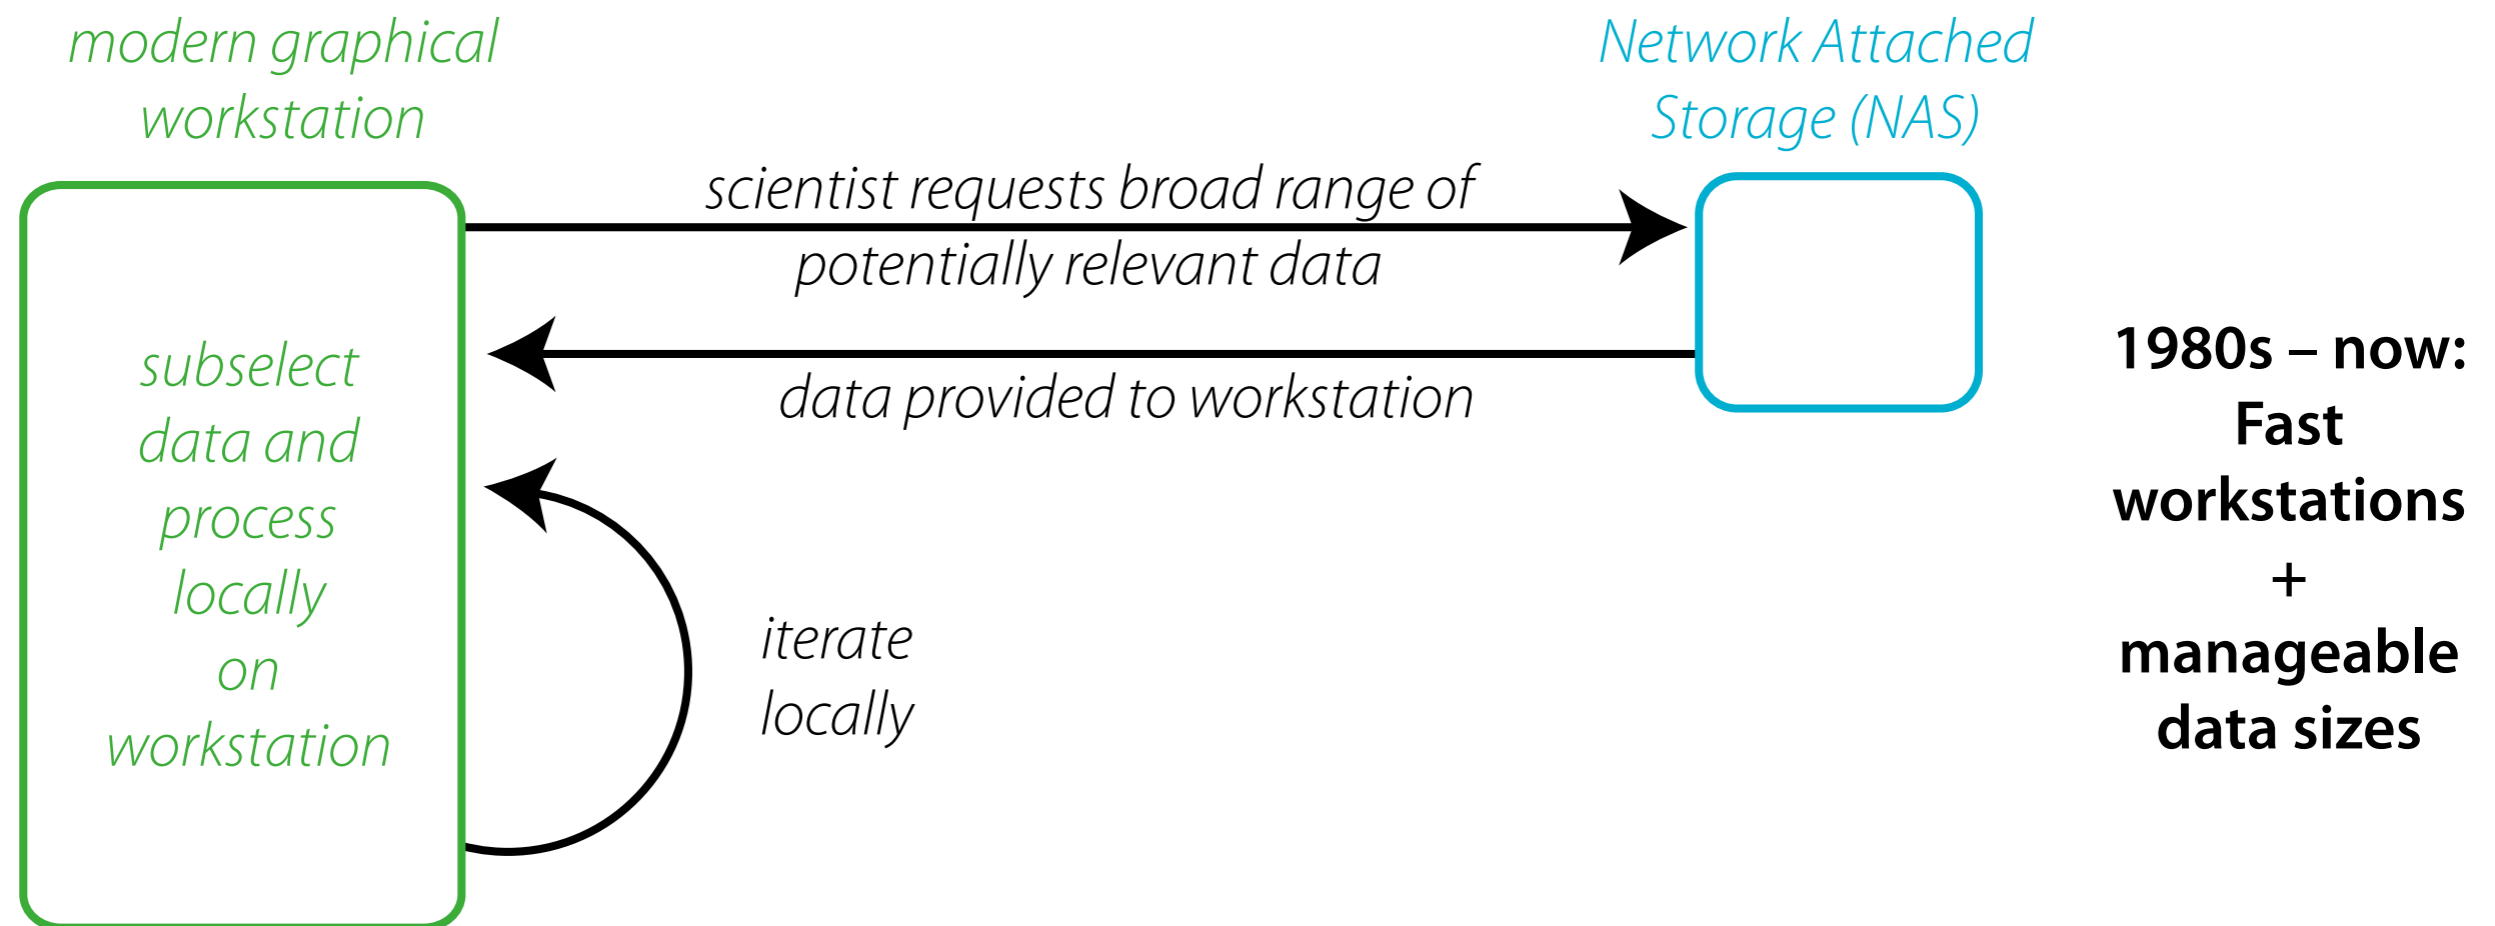 modern graphical
workstation
Network Attached
Storage (NAS)
scientist requests broad range of
potentially relevant data
data provided to workstation
subselect
data and
process
locally
on
workstation
iterate
locally
1980s – now:
Fast
workstations
+
manageable
data sizes